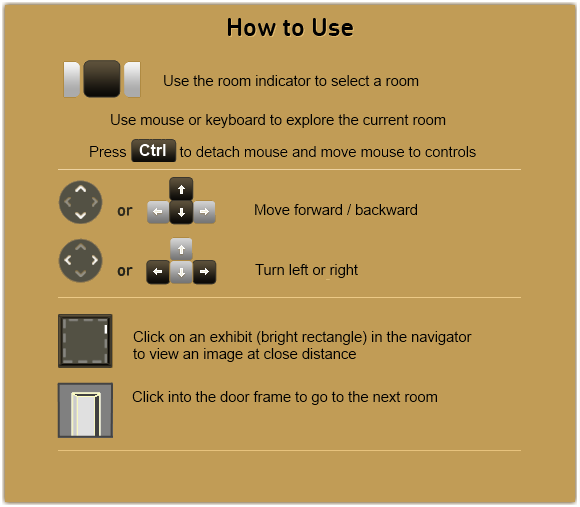 How to Use
Use the room indicator to select a room
Use mouse or keyboard to explore the current room
Press Ctrl to detach mouse and move mouse to controls
or
Move forward / backward
or
Turn left or right
Click on an exhibit (bright rectangle) in the navigator
to view an image at close distance
Click into the door frame to go to the next room